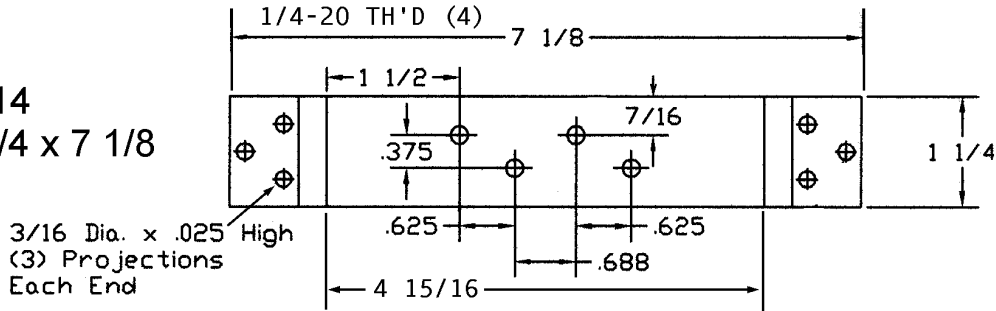 1/4-20 TH'D (4)
7 1/8
1 1/2
14
/4 x 7 1/8
7/16
.375
1 1/4
3/16 Dia. x .025 High
(3) Projections
Each End
.625
.625
.688
4 15/16